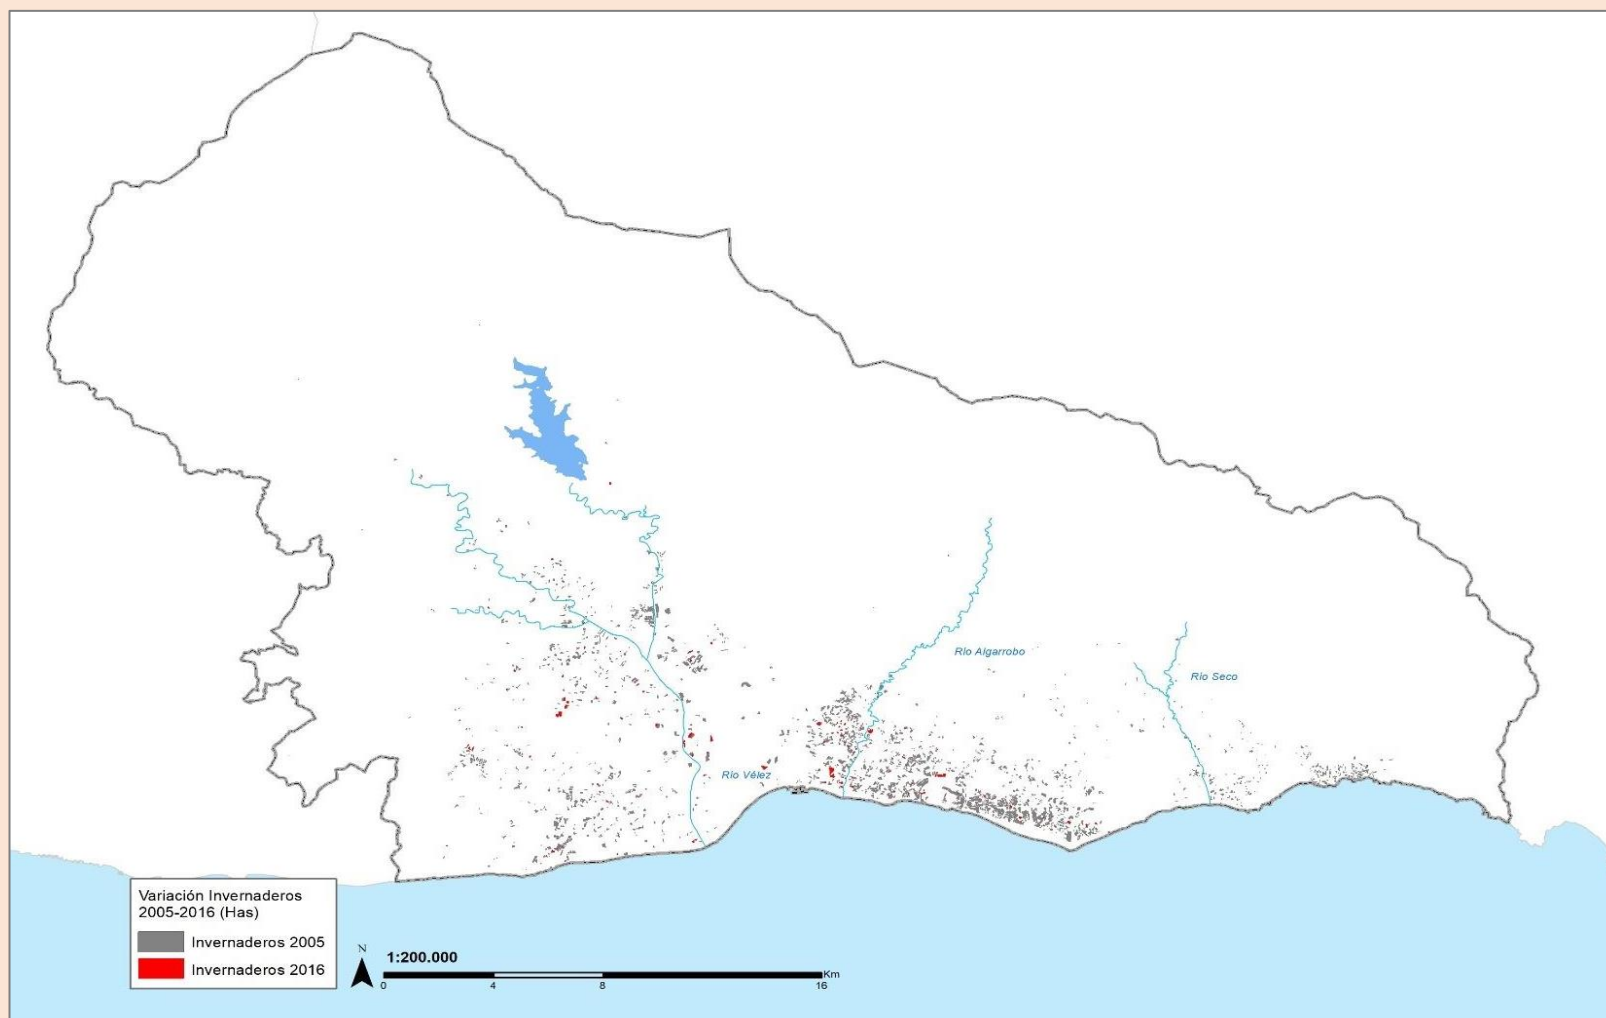 Río Algarrobo
Río Seco
Río Vélez
Variación Invernaderos
2005-2016 (Has)
Invernaderos 2005
Invernaderos 2016
N
1:200.000
Km
0 4 8 16